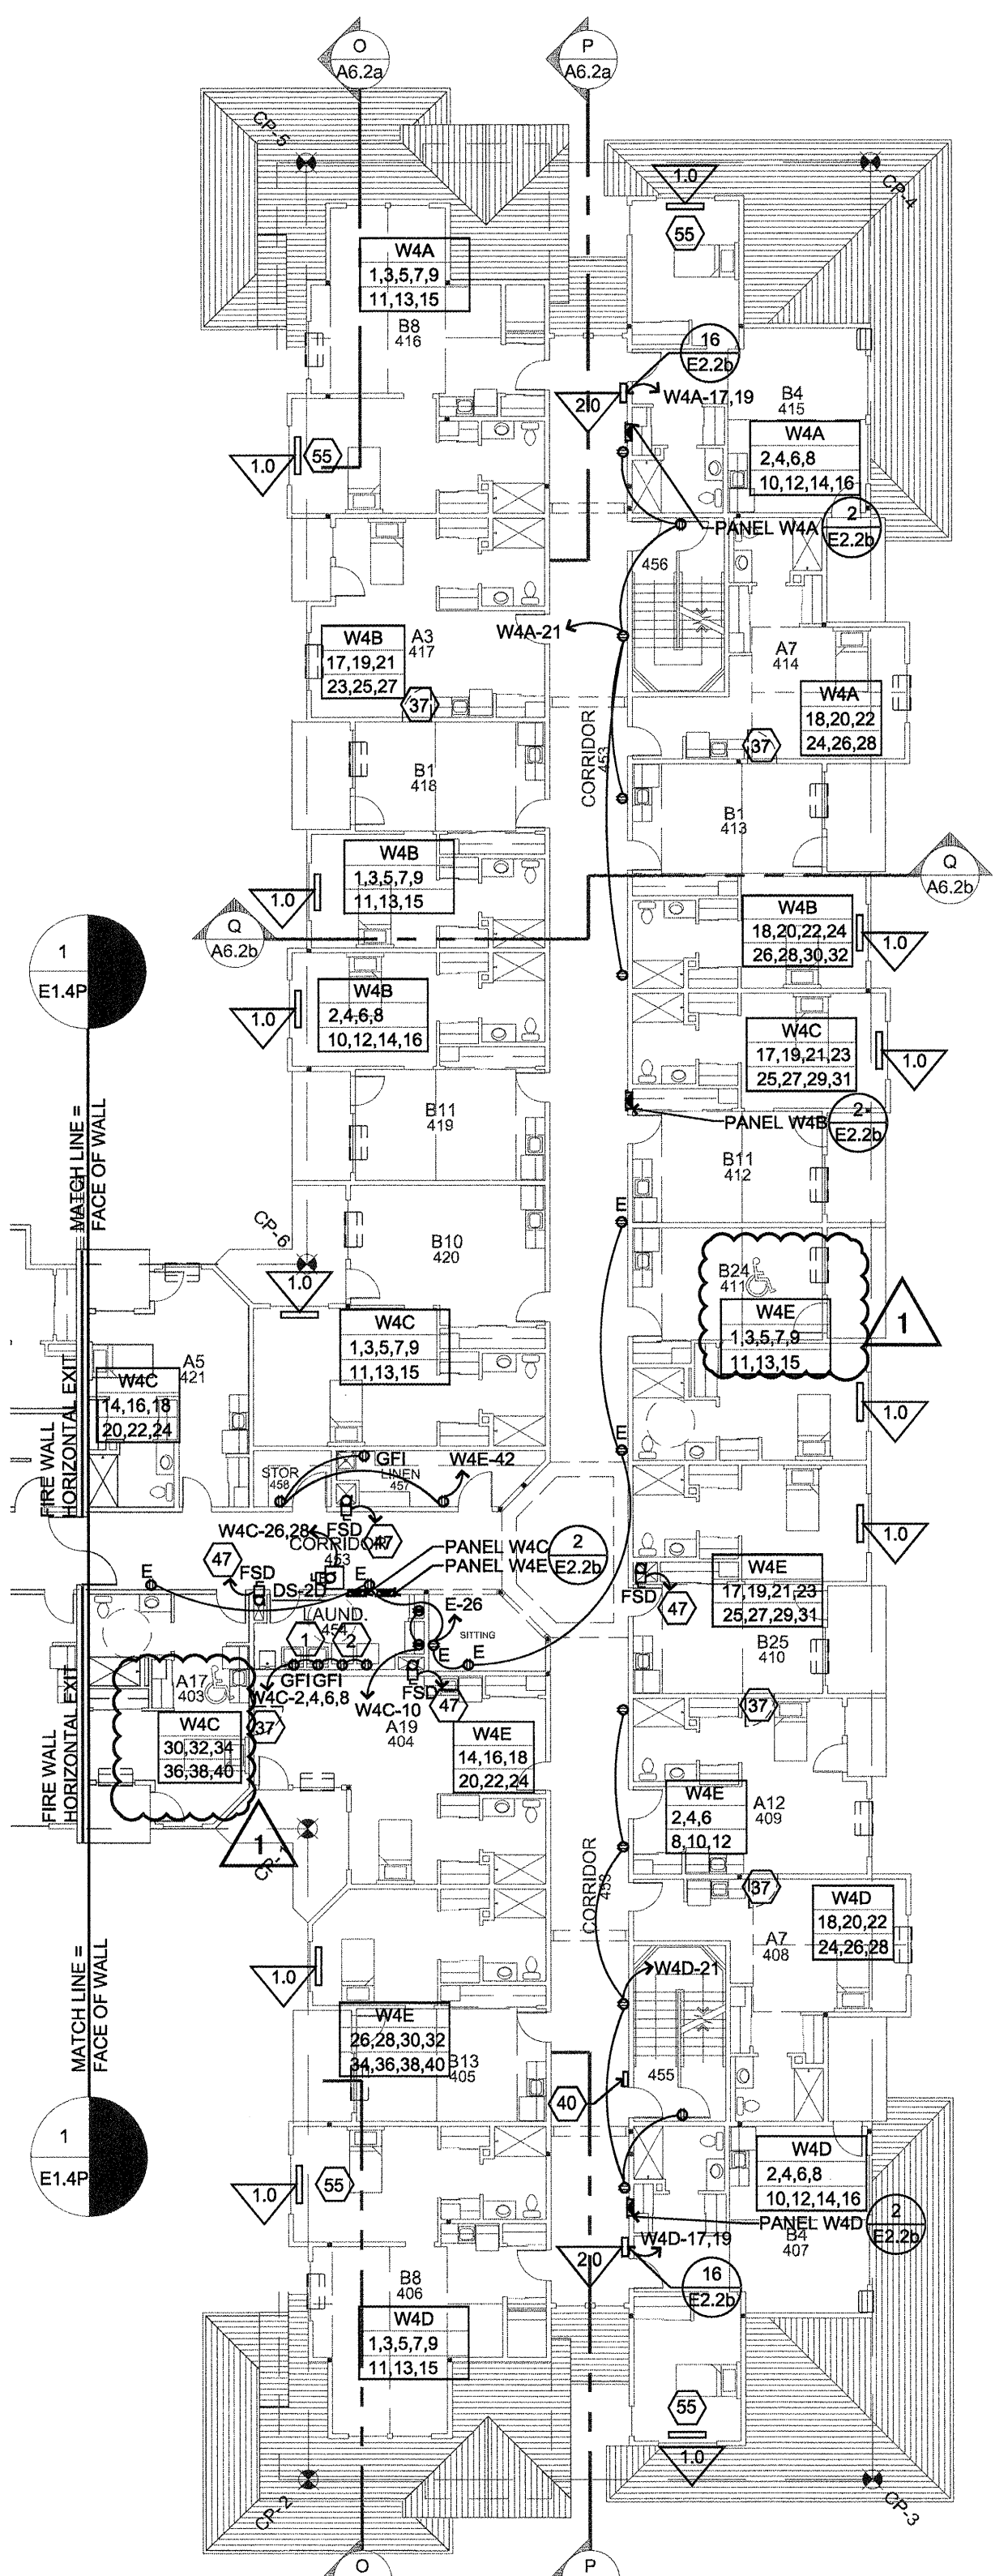 O
A6.2a
P
A6.2a
CP-5
CP-4
1.0
55
W4A
1,3,5,7,9
11,13,15
B8
416
16
E2.2b
2.0
W4A-17,19
B4
415
W4A
2,4,6,8
10,12,14,16
55
1.0
PANEL W4A
2
E2.2b
456
W4A-21
W4B
17,19,21
23,25,27
A3
417
A7
414
W4A
18,20,22
24,26,28
37
37
CORRIDOR
453
B1
418
B1
413
W4B
1,3,5,7,9
11,13,15
1.0
Q
A6.2b
W4B
18,20,22,24
26,28,30,32
1.0
Q
A6.2b
1
E1.4P
W4B
2,4,6,8
10,12,14,16
1.0
W4C
17,19,21,23
25,27,29,31
1.0
MATCH LINE =
FACE OF WALL
B11
419
PANEL W4B
2
E2.2b
B11
412
E
CP-6
B10
420
1.0
B24
411
W4E
1,3,5,7,9
11,13,15
1
W4C
1,3,5,7,9
11,13,15
A5
421
W4C
14,16,18
20,22,24
1.0
FIRE WALL
HORIZONTAL EXIT
E
GFI
STOR
458
LINEN
457
W4E-42
W4C-26,28
FSD
47
CORRIDOR
453
1.0
PANEL W4C
PANEL W4E
2
E2.2b
47
FSD
E
DS-2D
E
W4E
17,19,21,23
25,27,29,31
FSD
47
LAUND.
454
E-26
SITTING
1
2
E
E
B25
410
GFI
GFI
W4C-2,4,6,8
W4C-10
FSD
47
A17
403
37
A19
404
37
W4C
30,32,34
36,38,40
W4E
14,16,18
20,22,24
FIRE WALL
HORIZONTAL EXIT
W4E
2,4,6
8,10,12
A12
409
1
CP-1
37
CORRIDOR
453
W4D
18,20,22
24,26,28
A7
408
MATCH LINE =
FACE OF WALL
1.0
W4D-21
W4E
26,28,30,32
34,36,38,40
B13
405
455
40
1
E1.4P
W4D
2,4,6,8
10,12,14,16
55
1.0
PANEL W4D
2
E2.2b
B4
407
W4D-17,19
2.0
16
E2.2b
B8
406
W4D
1,3,5,7,9
11,13,15
55
1.0
CP-2
CP-3
O
P